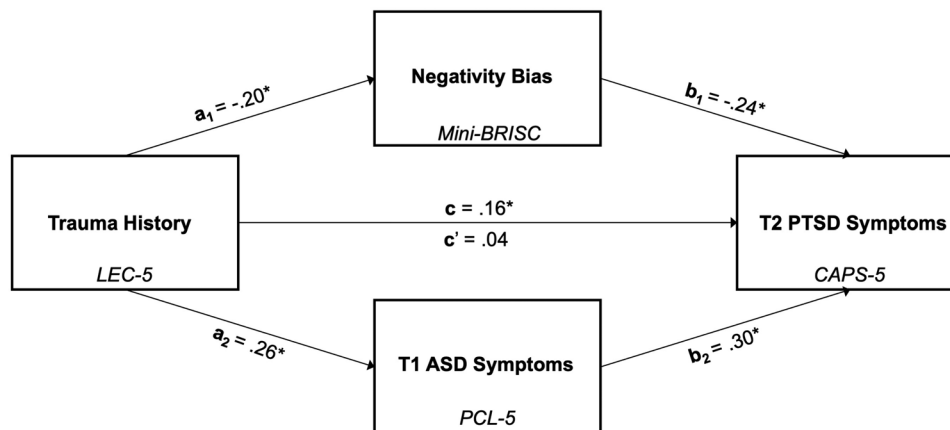 Negativity Bias
Mini-BRISC
a₁ = -.20*
b₁ = -.24*
Trauma History
LEC-5
c = .16*
c’ = .04
T2 PTSD Symptoms
CAPS-5
a₂ = .26*
b₂ = .30*
T1 ASD Symptoms
PCL-5